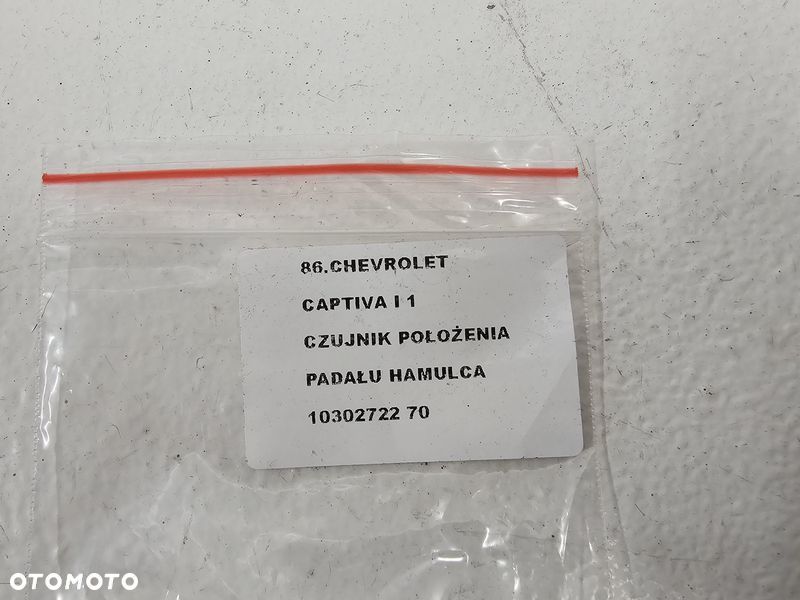 86.CHEVROLET
CAPTIVA I 1
CZUJNIK POŁOŻENIA
PADAŁU HAMULCA
10302722 70
OTOMOTO